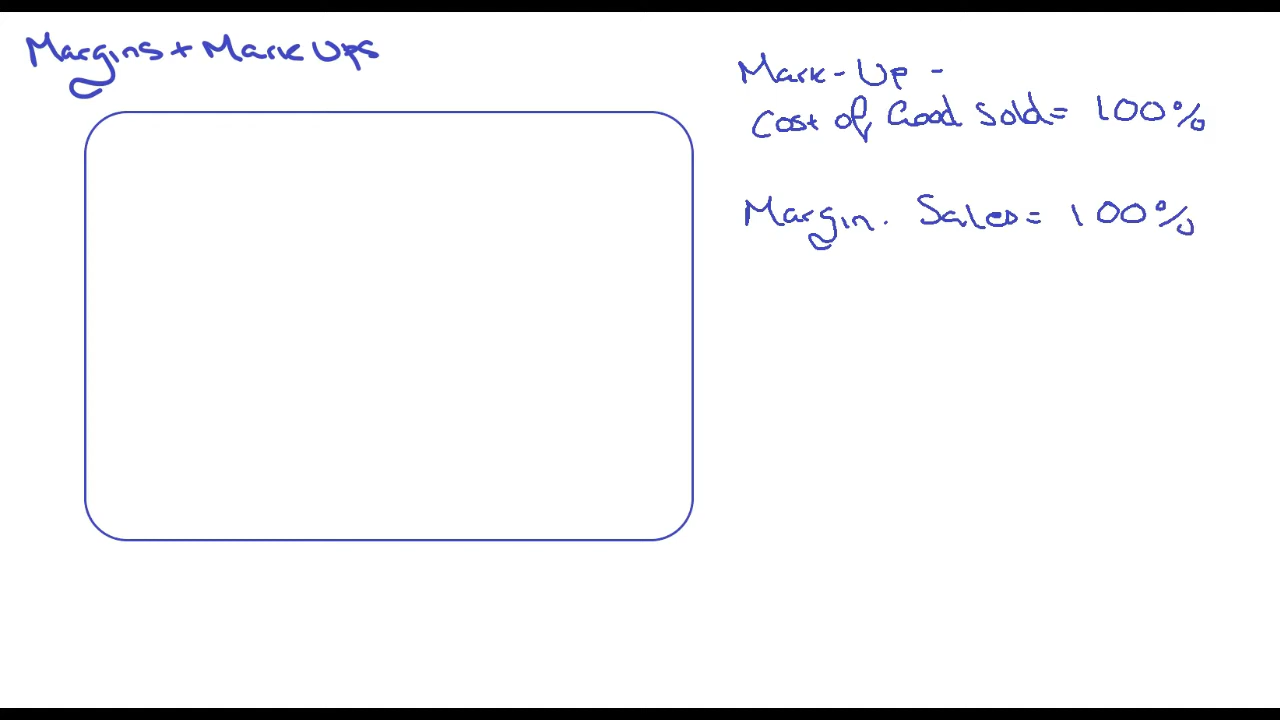 Margins + Mark Ups
Mark-Up -
Cost of Good Sold = 100%
Margin. Sales = 100%